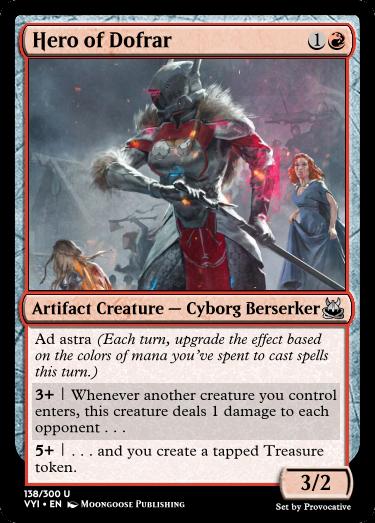 Hero of Dofrar
1
Artifact Creature — Cyborg Berserker
Ad astra (Each turn, upgrade the effect based
on the colors of mana you've spent to cast spells
this turn.)
3+ | Whenever another creature you control
enters, this creature deals 1 damage to each
opponent . . .
5+ | . . . and you create a tapped Treasure
token.
3/2
138/300 U
VYI • EN Moongoose Publishing
Set by Provocative